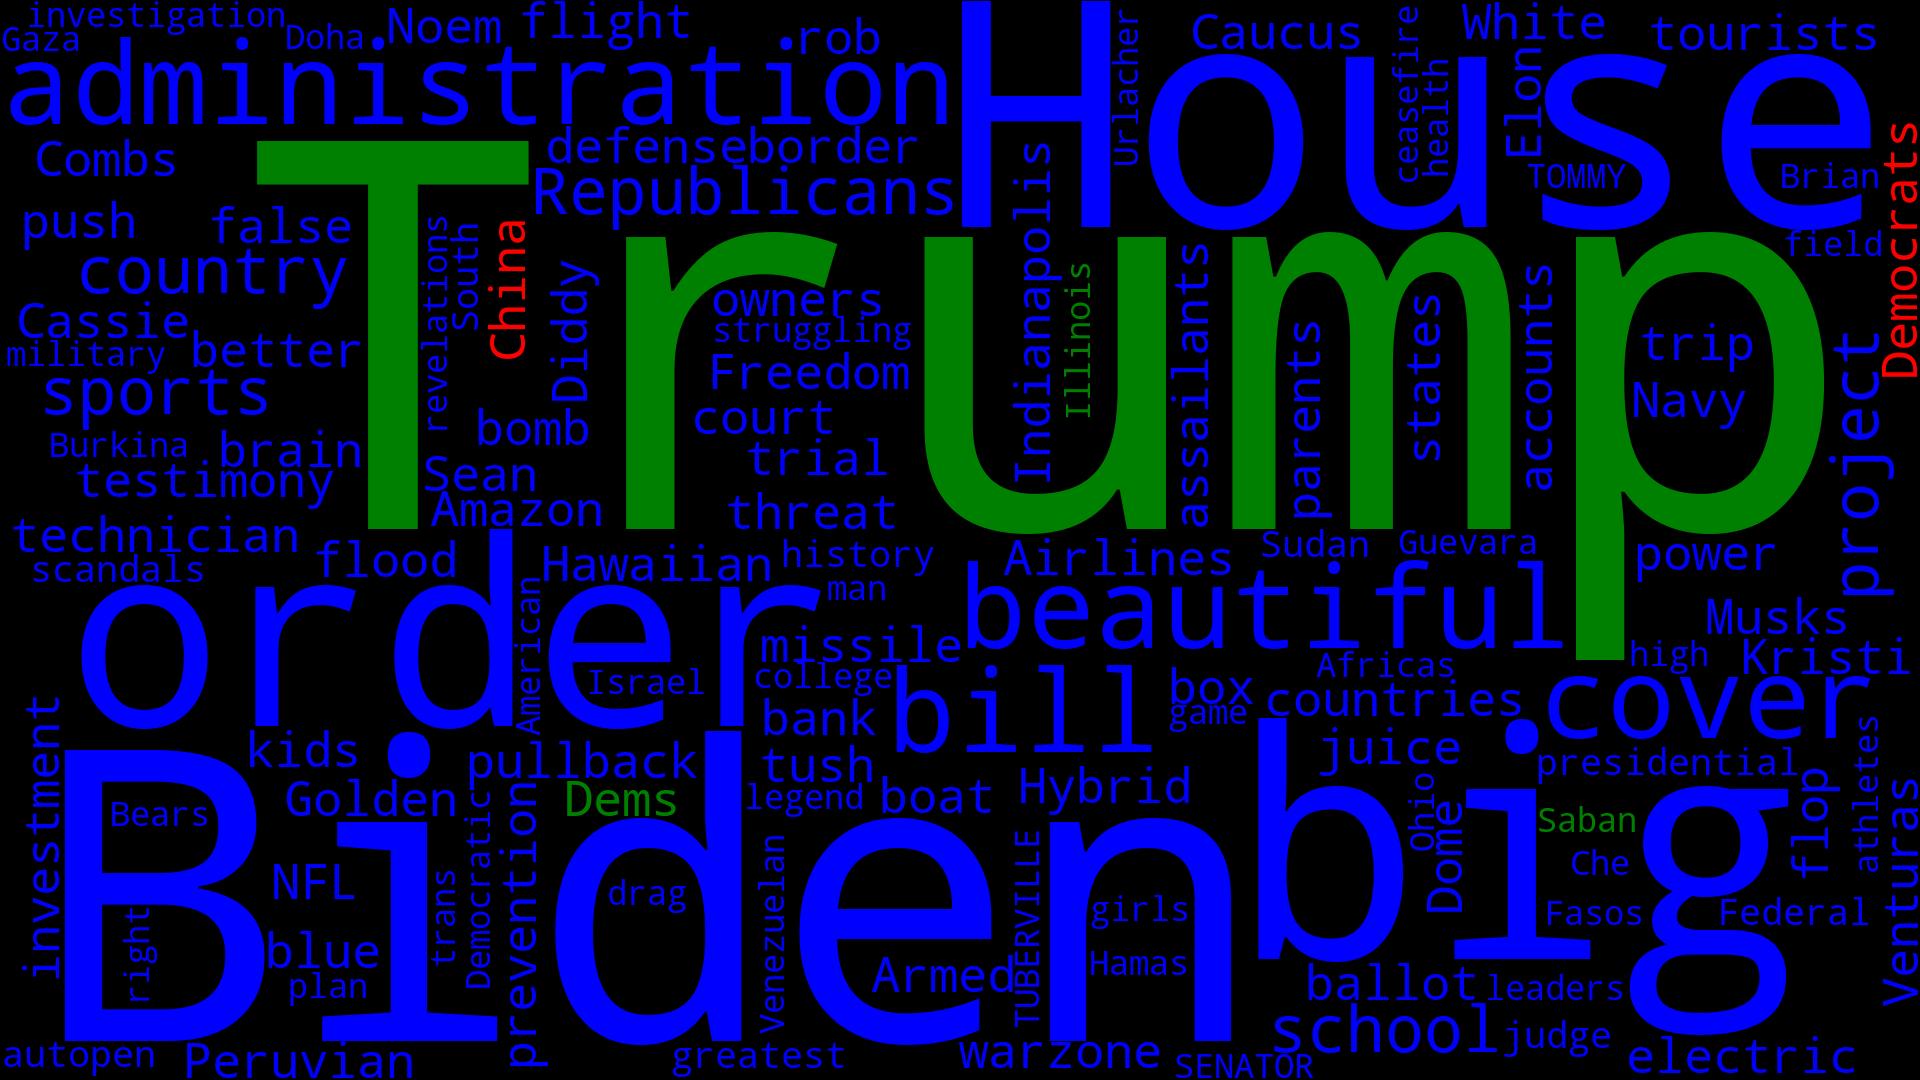 investigation
Gaza
Doha
Noem
flight
rob
Caucus
White
tourists
administration
House
Urlacher
ceasefire
health
Elon
Combs
defense
border
TOMMY
Brian
Democrats
Republicans
Trump
push
false
revelations
South
China
Indianapolis
field
country
Diddy
owners
Illinois
assailants
parents
states
accounts
Cassie
military
better
struggling
trip
project
sports
Freedom
Navy
Burkina
brain
bomb
court
testimony
Sean
trial
Amazon
threat
technician
scandals
flood
Hawaiian
history
Airlines
Sudan
Guevara
power
order
American
man
beautiful
Musks
missile
Israel
college
Africas
high
Kristi
investment
bank
bill
box
game
countries
cover
kids
pullback
tush
juice
presidential
athletes
Golden
Dems
legend
boat
Hybrid
Ohio
Dome
flop
Venturas
Bears
Biden
big
Saban
NFL
Democratic
prevention
drag
Venezuelan
TUBERVILLE
girls
Che
Fasos
Federal
right
blue
trans
plan
Armed
Hamas
ballot
leaders
school
judge
autopen
Peruvian
greatest
warzone
SENATOR
electric